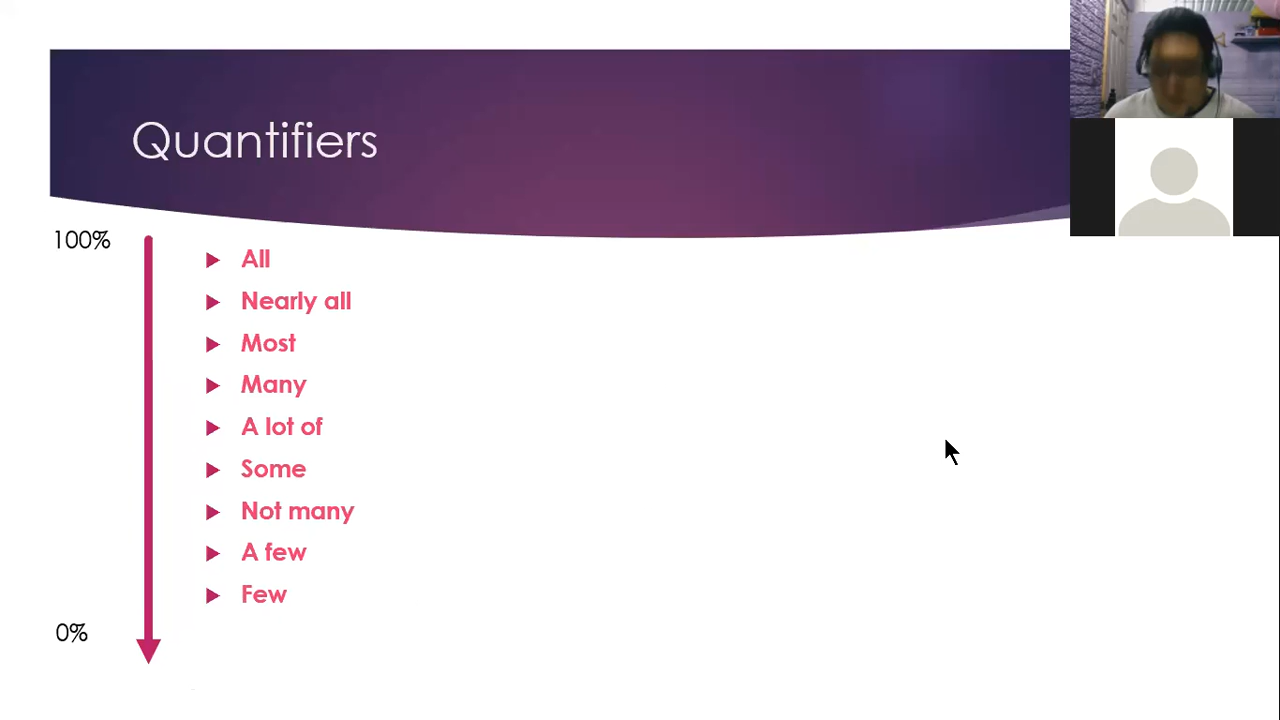 Quantifiers
100%
All
Nearly all
Most
Many
A lot of
Some
Not many
A few
Few
0%